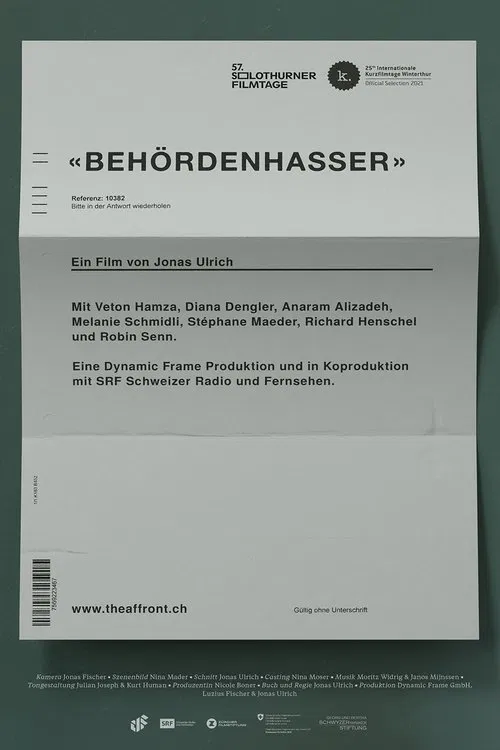 57.
SOLOTHURNER
FILMTAGE
k.
25th Internationale
Kurzfilmtage Winterthur
Official Selection 2021
«BEHÖRDENHASSER»
Referenz: 10382
Bitte in der Antwort wiederholen
Ein Film von Jonas Ulrich
Mit Veton Hamza, Diana Dengler, Anaram Alizadeh,
Melanie Schmidli, Stéphane Maeder, Richard Henschel
und Robin Senn.
Eine Dynamic Frame Produktion und in Koproduktion
mit SRF Schweizer Radio und Fernsehen.
www.theaffront.ch
Gültig ohne Unterschrift
Kamera Jonas Fischer • Szenenbild Nina Mader • Schnitt Jonas Ulrich • Casting Nina Moser • Musik Moritz Widrig & Janos Mijnssen •
Tongestaltung Julian Joseph & Kurt Human • Produzentin Nicole Boner • Buch und Regie Jonas Ulrich • Produktion Dynamic Frame GmbH,
Luzius Fischer & Jonas Ulrich
SRF
ZÜRCHER
FILMSTIFTUNG
STIFTUNG